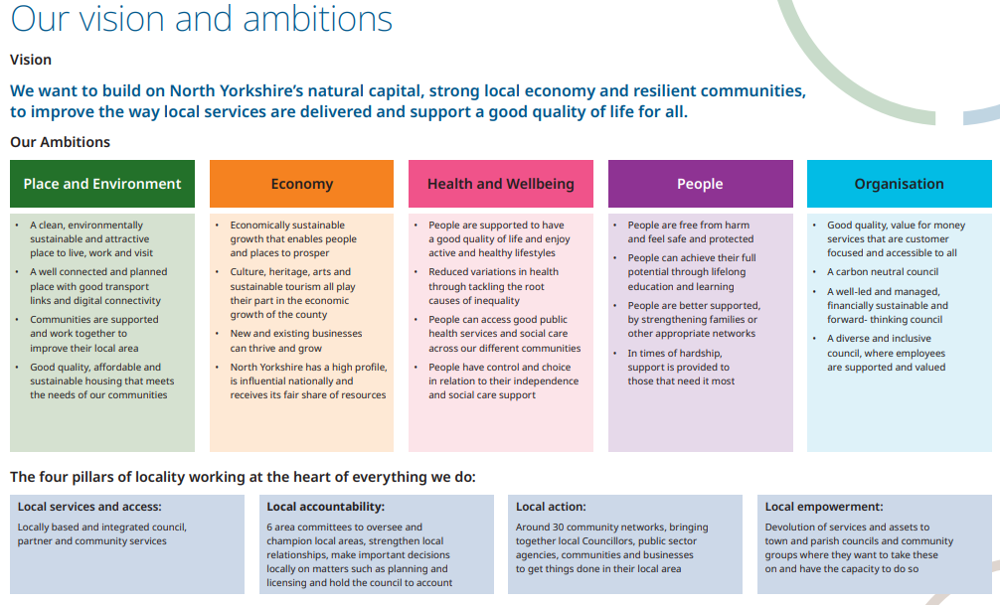 Our vision and ambitions
Vision
We want to build on North Yorkshire's natural capital, strong local economy and resilient communities,
to improve the way local services are delivered and support a good quality of life for all.
Our Ambitions
Place and Environment
• A clean, environmentally
sustainable and attractive
place to live, work and visit
• A well connected and planned
place with good transport
links and digital connectivity
• Communities are supported
and work together to
improve their local area
• Good quality, affordable and
sustainable housing that meets
the needs of our communities
Economy
• Economically sustainable
growth that enables people
and places to prosper
• Culture, heritage, arts and
sustainable tourism all play
their part in the economic
growth of the county
• New and existing businesses
can thrive and grow
• North Yorkshire has a high profile,
is influential nationally and
receives its fair share of resources
Health and Wellbeing
• People are supported to have
a good quality of life and enjoy
active and healthy lifestyles
• Reduced variations in health
through tackling the root
causes of inequality
• People can access good public
health services and social care
across our different communities
• People have control and choice
in relation to their independence
and social care support
People
• People are free from harm
and feel safe and protected
• People can achieve their full
potential through lifelong
education and learning
• People are better supported,
by strengthening families or
other appropriate networks
• In times of hardship,
support is provided to
those that need it most
Organisation
• Good quality, value for money
services that are customer
focused and accessible to all
• A carbon neutral council
• A well-led and managed,
financially sustainable and
forward- thinking council
• A diverse and inclusive
council, where employees
are supported and valued
The four pillars of locality working at the heart of everything we do:
Local services and access:
Locally based and integrated council,
partner and community services
Local accountability:
6 area committees to oversee and
champion local areas, strengthen local
relationships, make important decisions
locally on matters such as planning and
licensing and hold the council to account
Local action:
Around 30 community networks, bringing
together local Councillors, public sector
agencies, communities and businesses
to get things done in their local area
Local empowerment:
Devolution of services and assets to
town and parish councils and community
groups where they want to take these
on and have the capacity to do so